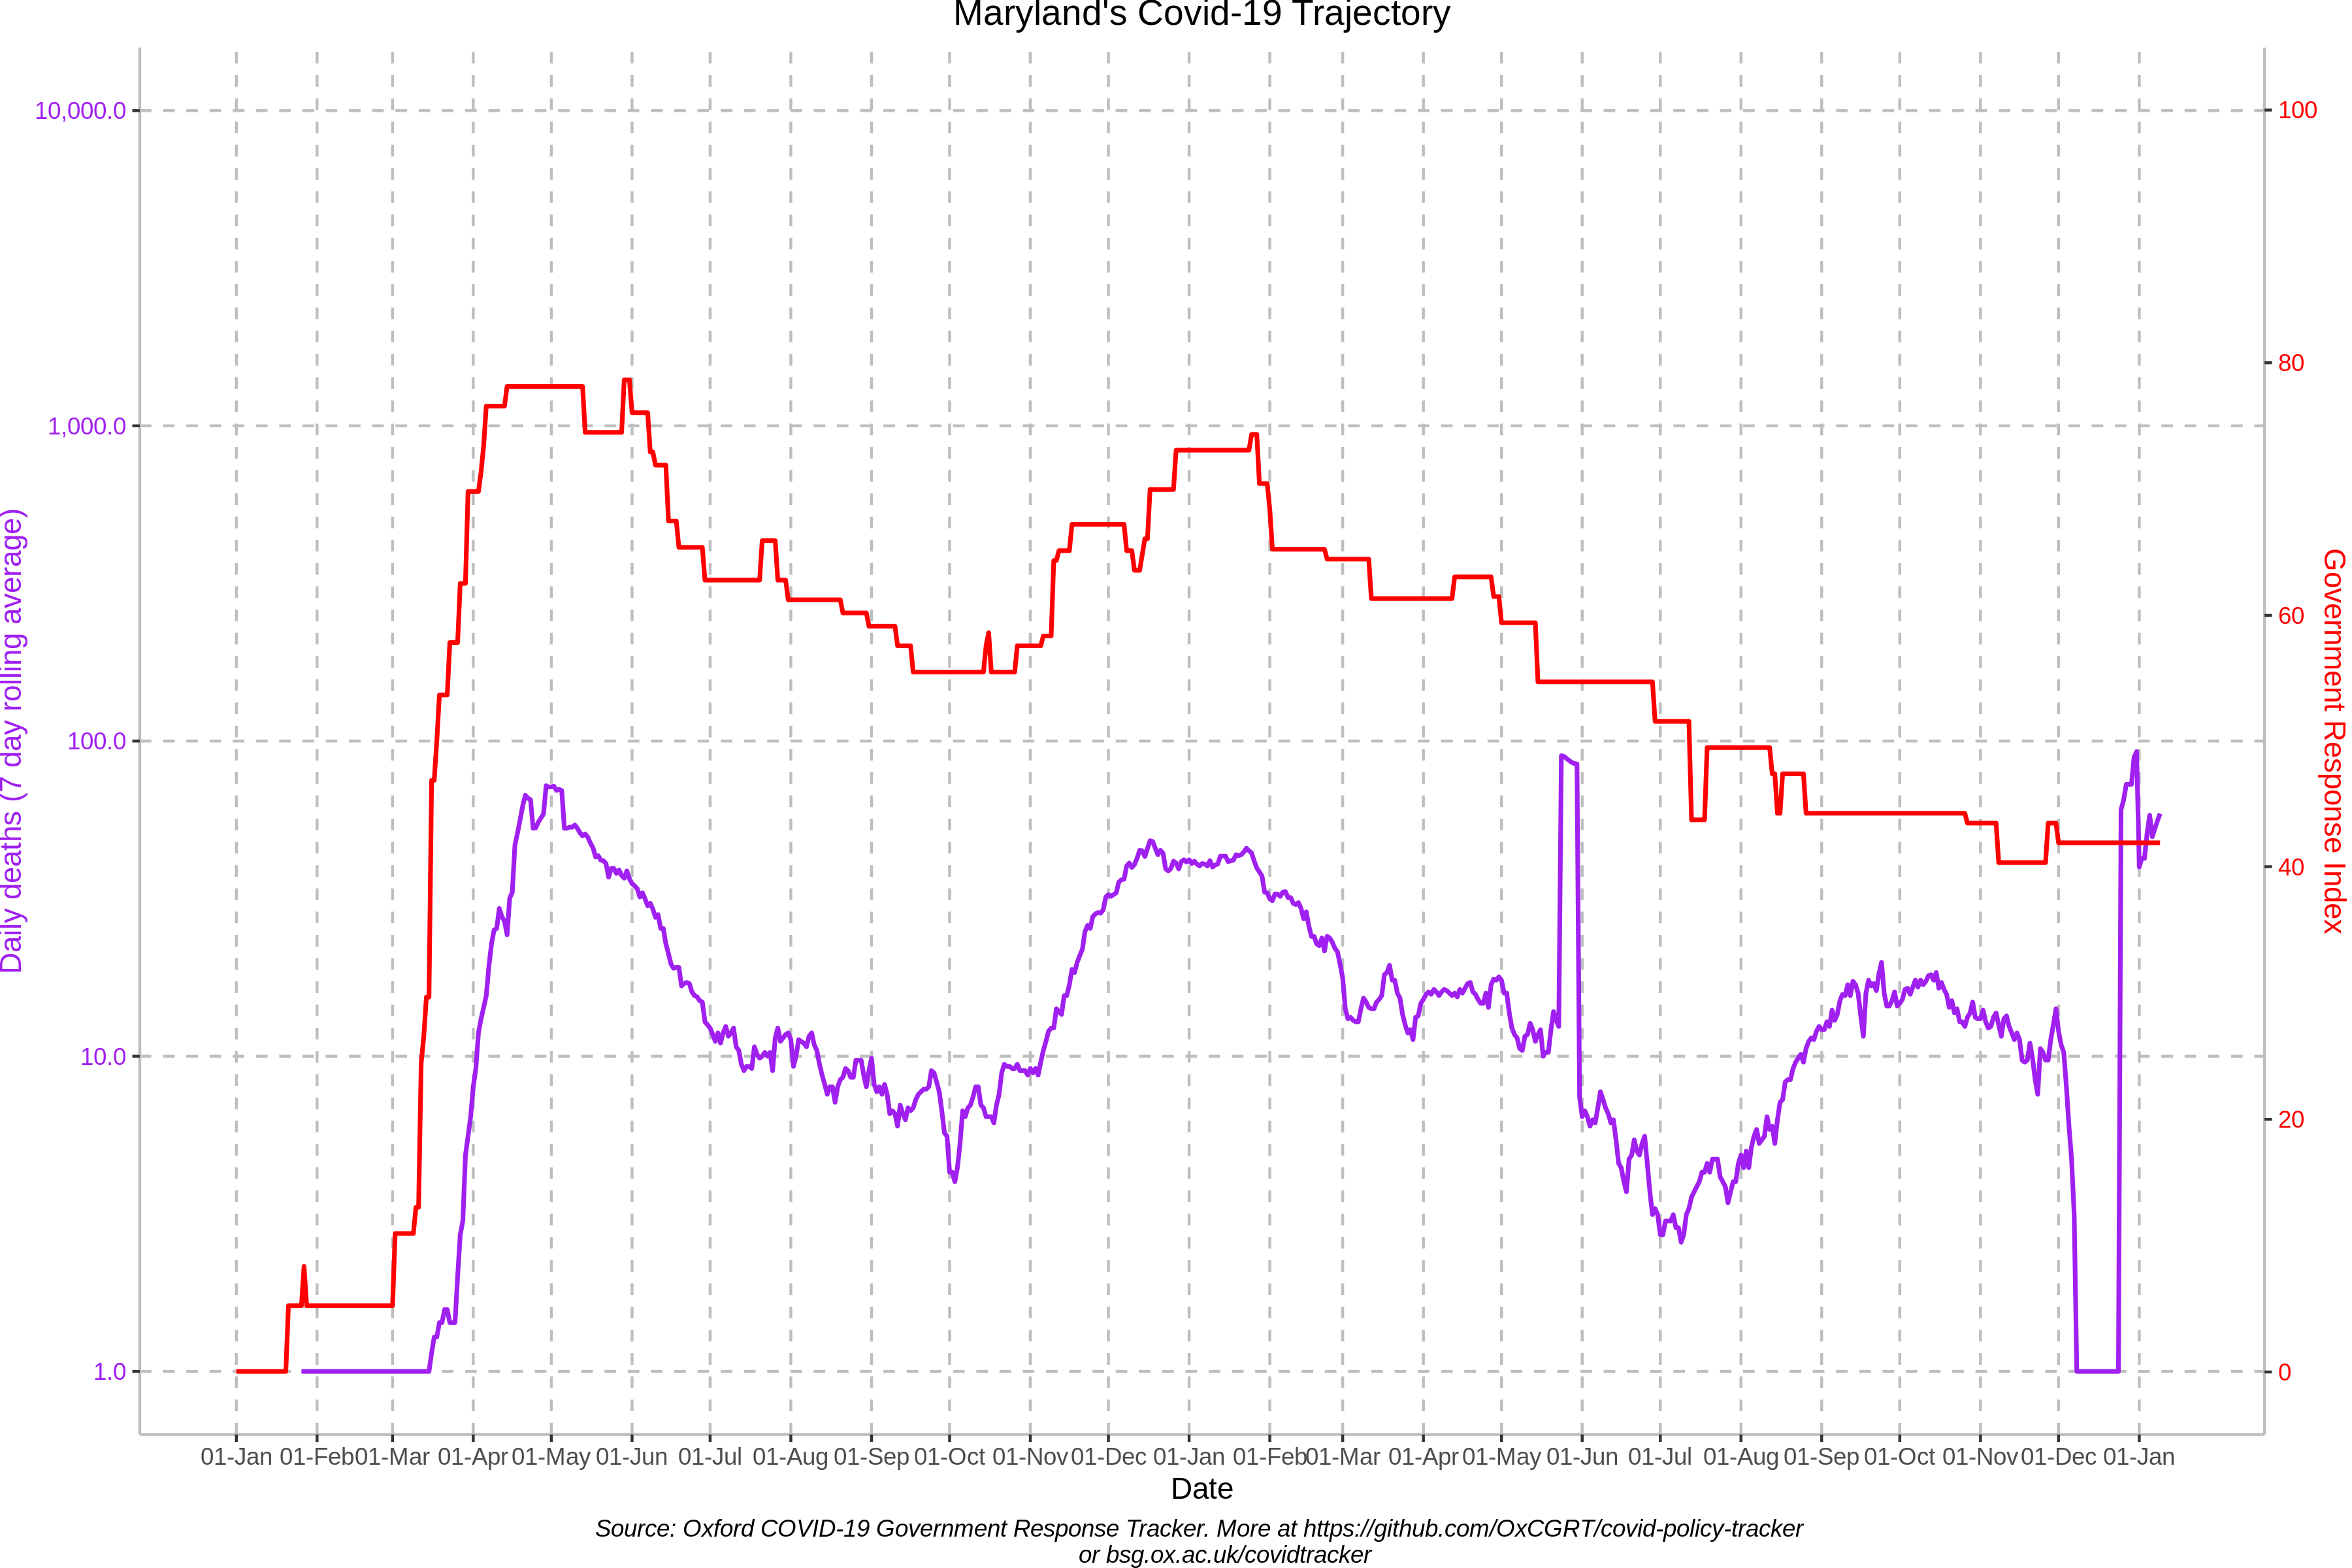 Maryland's Covid-19 Trajectory
10,000.0
1,000.0
100.0
10.0
1.0
Daily deaths (7 day rolling average)
100
80
60
40
20
0
Government Response Index
01-Jan 01-Feb 01-Mar 01-Apr 01-May 01-Jun 01-Jul 01-Aug 01-Sep 01-Oct 01-Nov 01-Dec 01-Jan 01-Feb 01-Mar 01-Apr 01-May 01-Jun 01-Jul 01-Aug 01-Sep 01-Oct 01-Nov 01-Dec 01-Jan
Date
Source: Oxford COVID-19 Government Response Tracker. More at https://github.com/OxCGRT/covid-policy-tracker
or bsg.ox.ac.uk/covidtracker